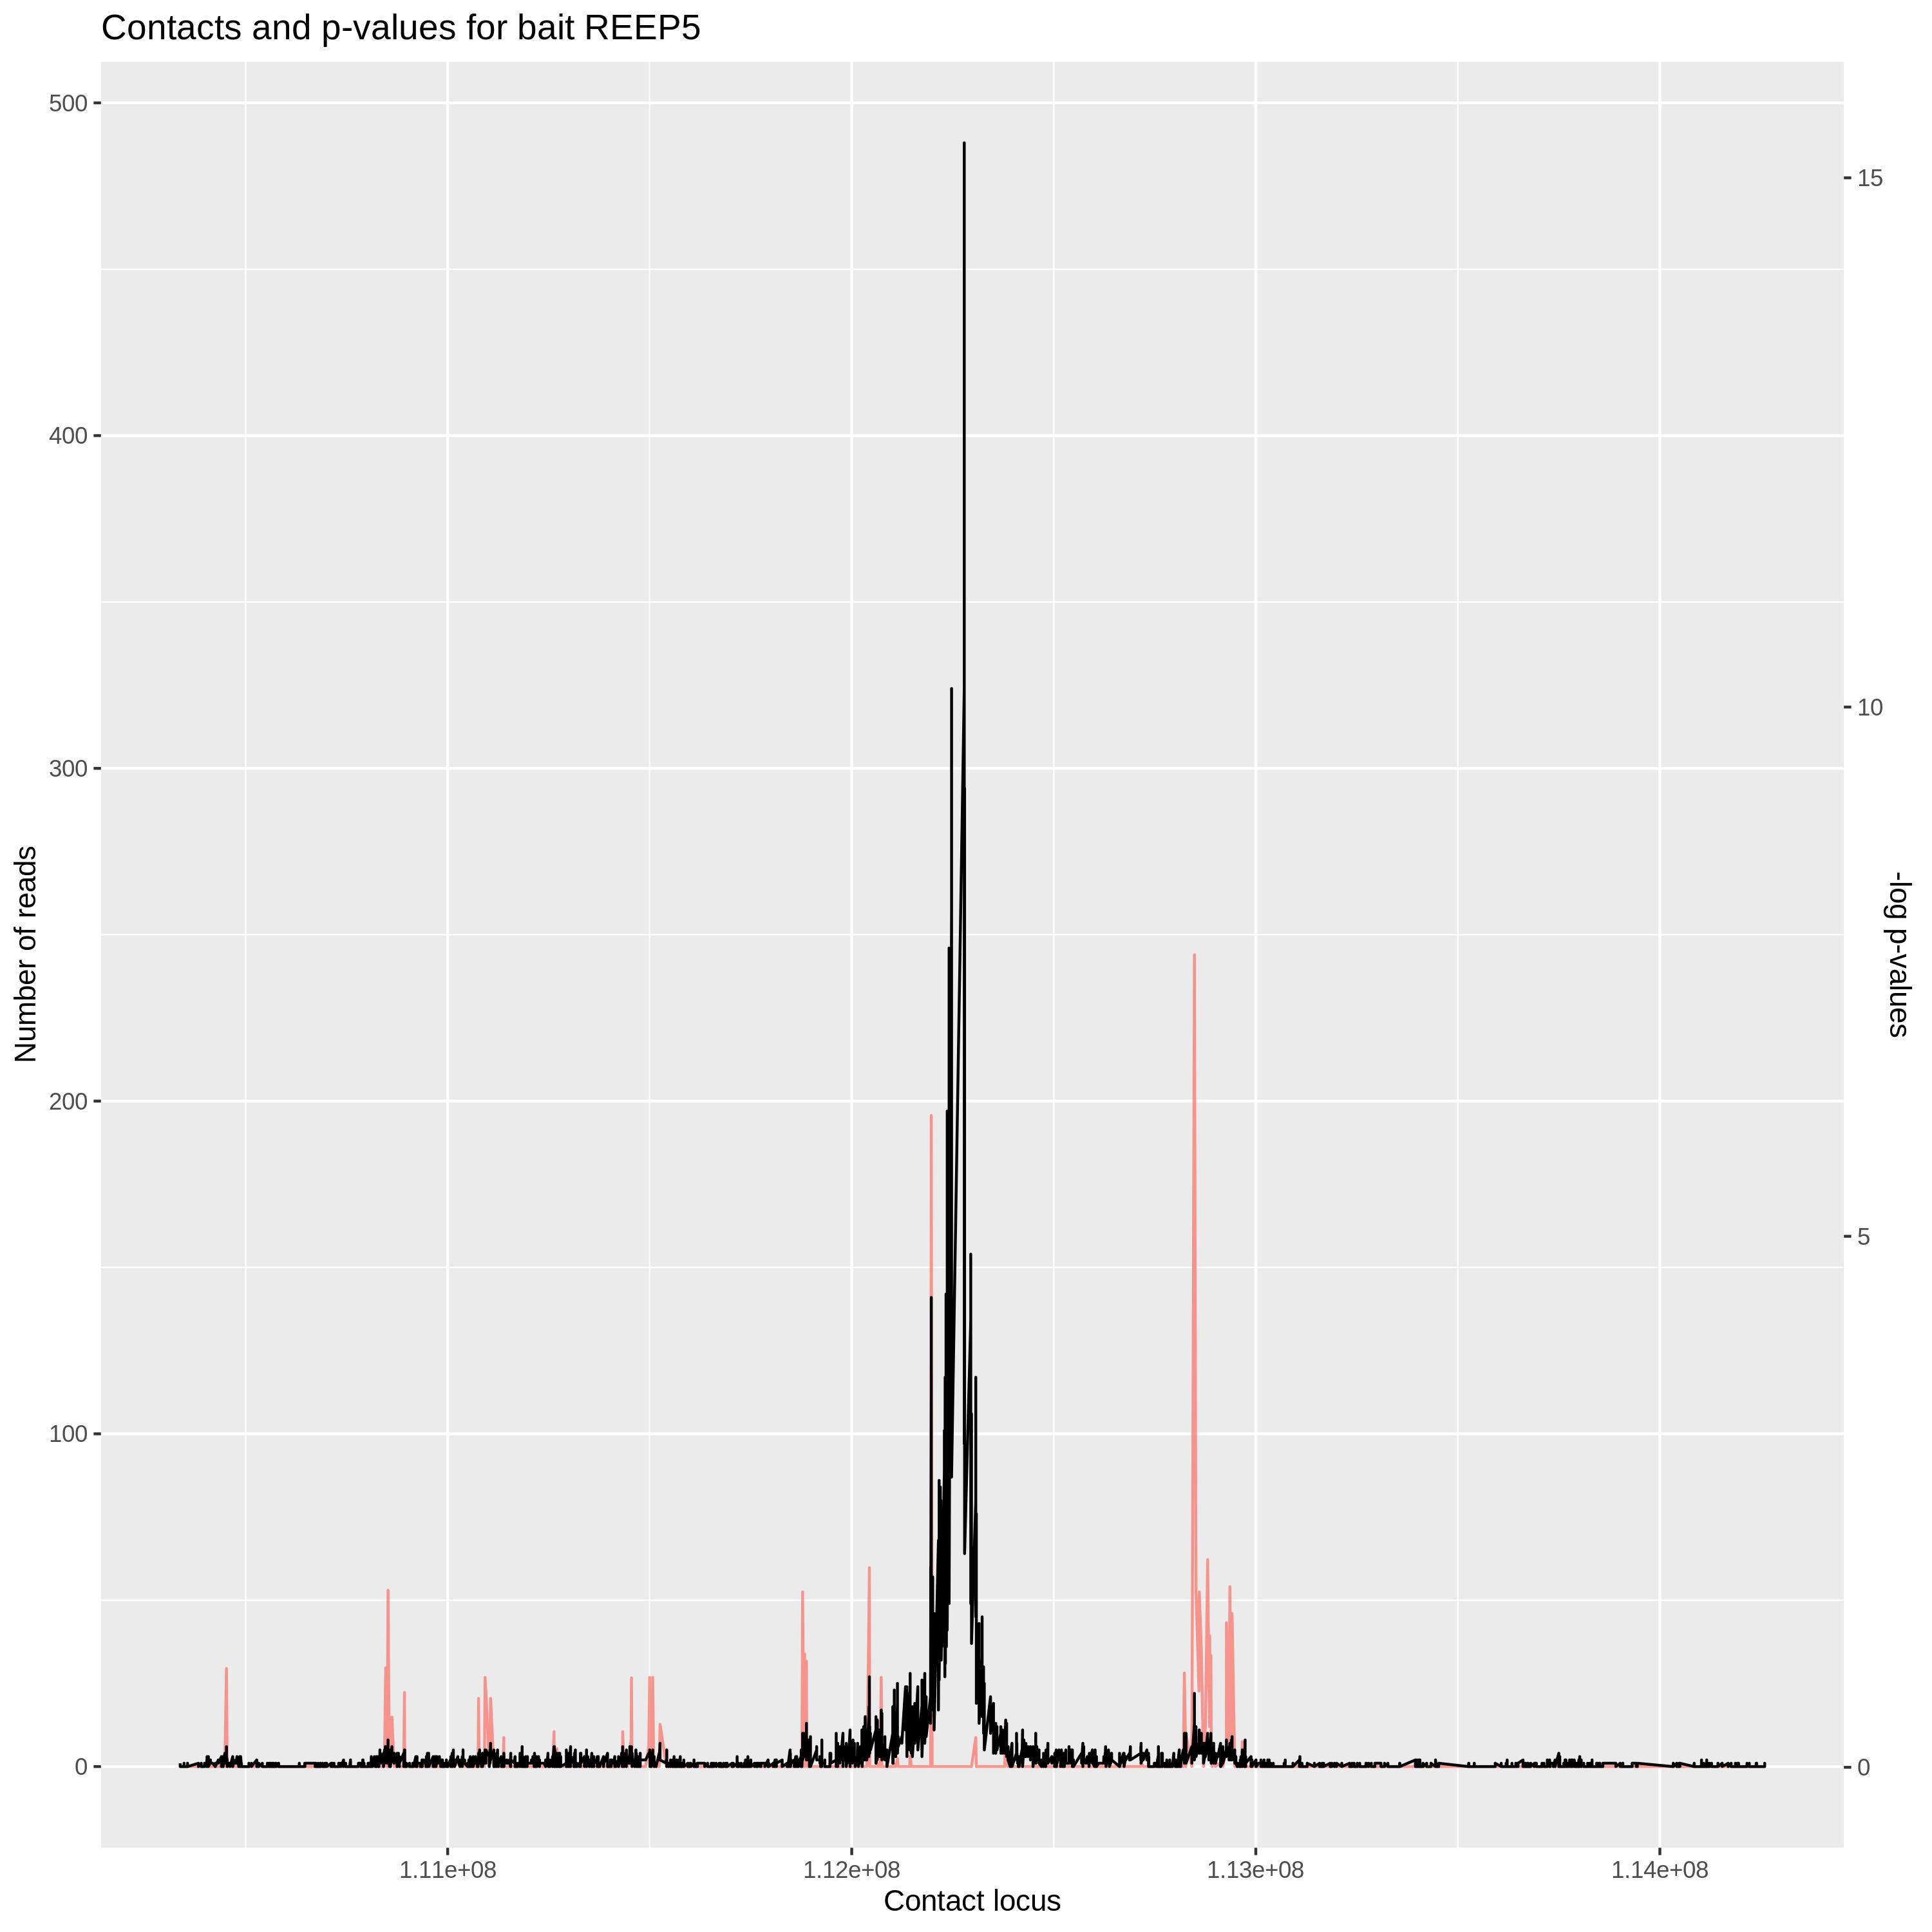 Contacts and p-values for bait REEP5
500
400
300
200
100
0
Number of reads
15
10
5
0
-log p-values
1.11e+08 1.12e+08 1.13e+08 1.14e+08
Contact locus